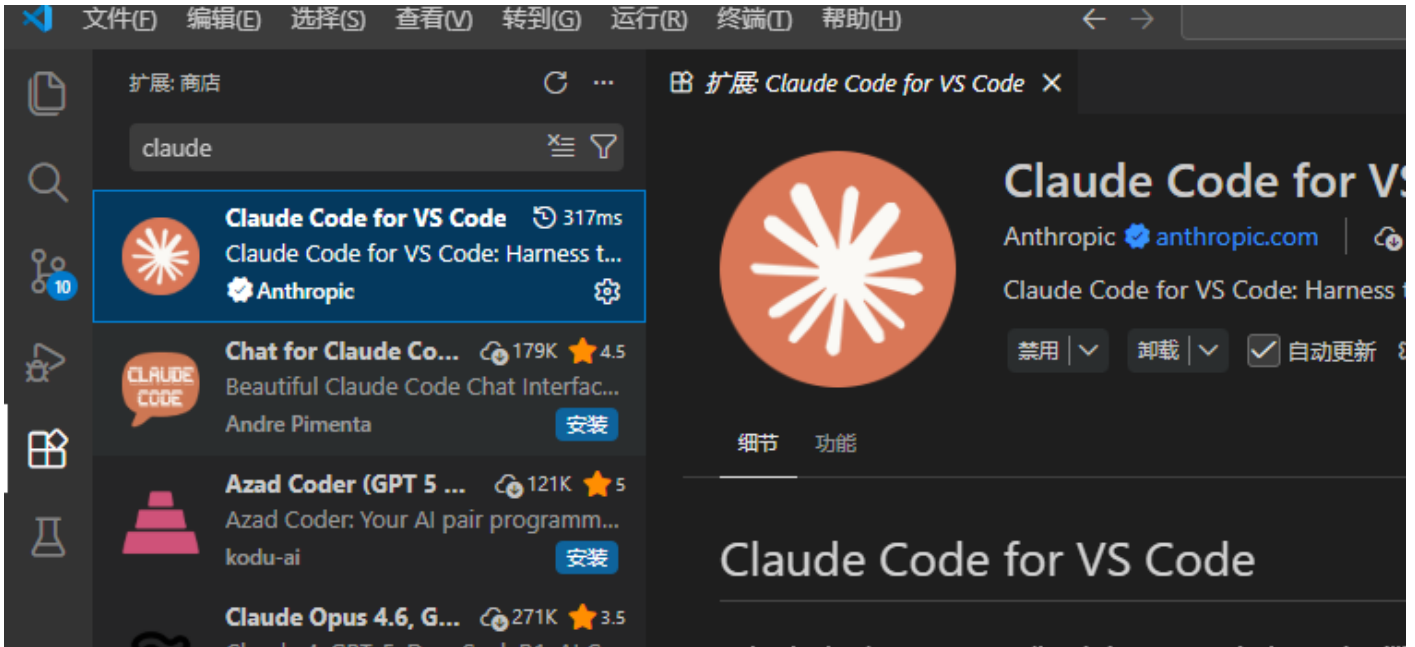 文件(F) 编辑(E) 选择(S) 查看(V) 转到(G) 运行(R) 终端(T) 帮助(H)
扩展: 商店
claude
Claude Code for VS Code 317ms
Claude Code for VS Code: Harness t...
Anthropic
CLAUDE
CODE
Chat for Claude Co... 179K 4.5
Beautiful Claude Code Chat Interfac...
Andre Pimenta 安装
Azad Coder (GPT 5 ... 121K 5
Azad Coder: Your AI pair programm...
kodu-ai 安装
Claude Opus 4.6, G... 271K 3.5
10
扩展: Claude Code for VS Code
Claude Code for VS
Anthropic anthropic.com
Claude Code for VS Code: Harness
禁用 卸载 自动更新
细节 功能
Claude Code for VS Code